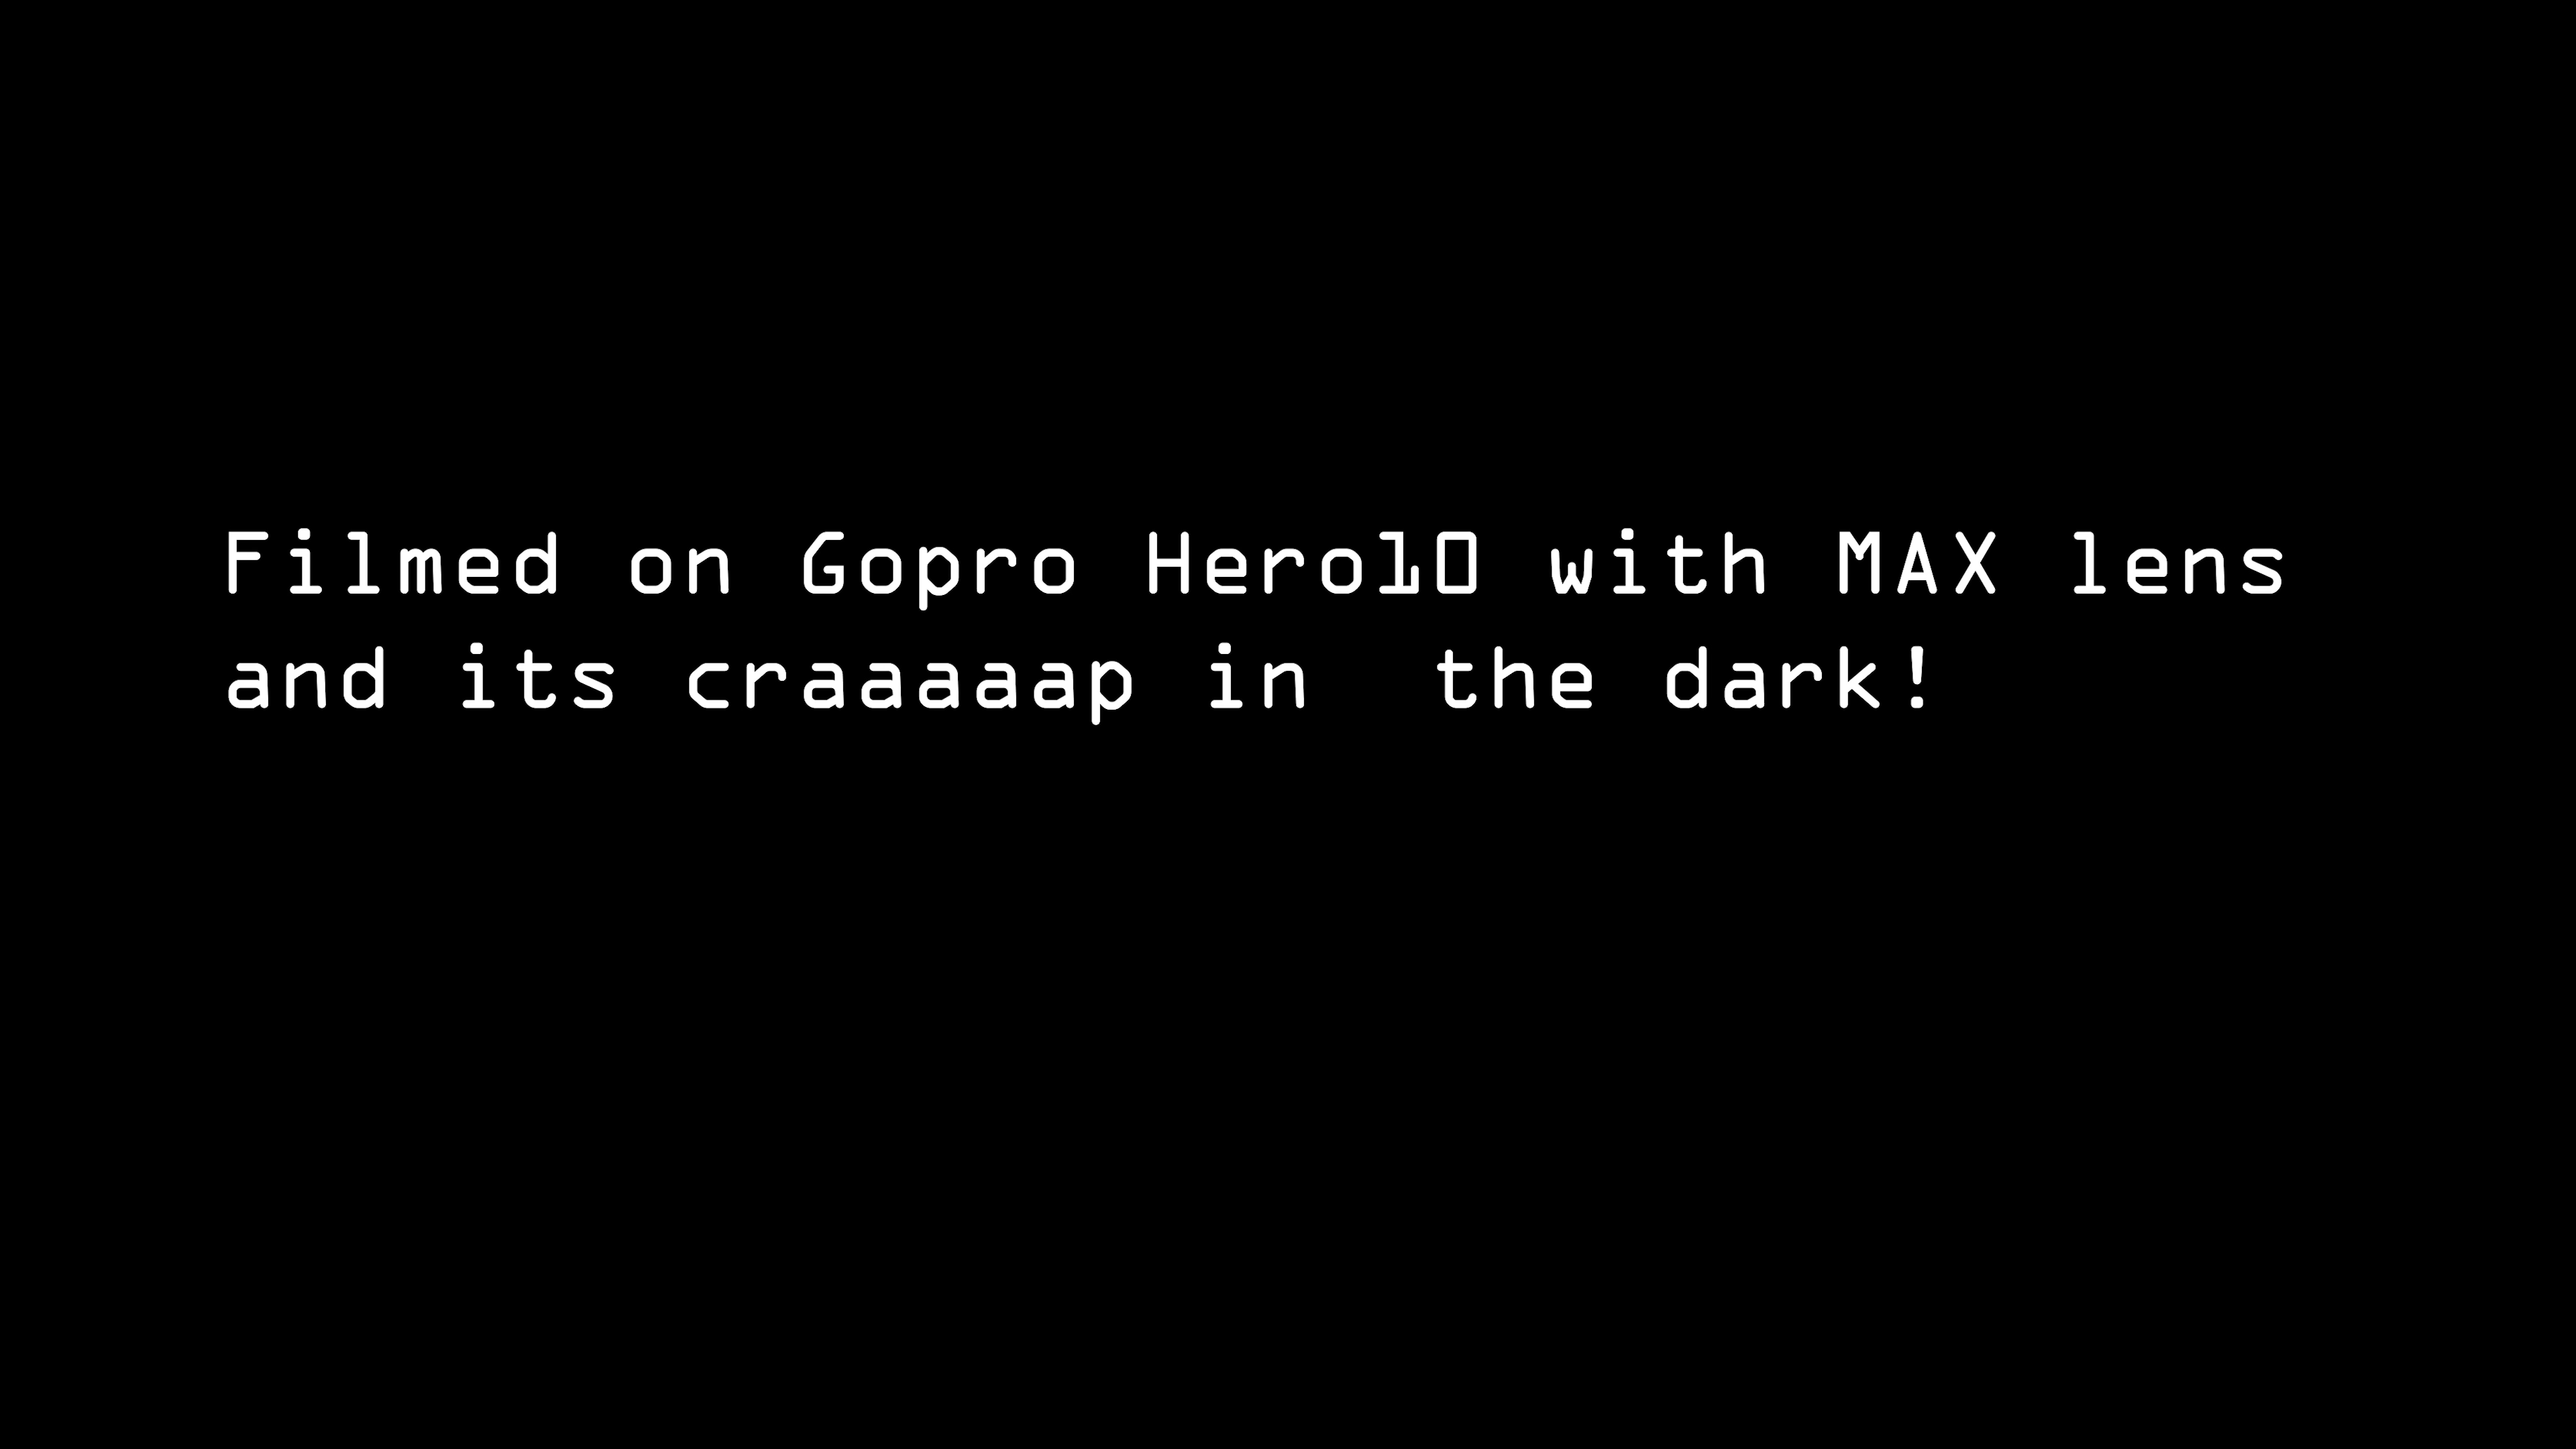 Filmed on Gopro Hero10 with MAX lens
and its craaaaap in  the dark!